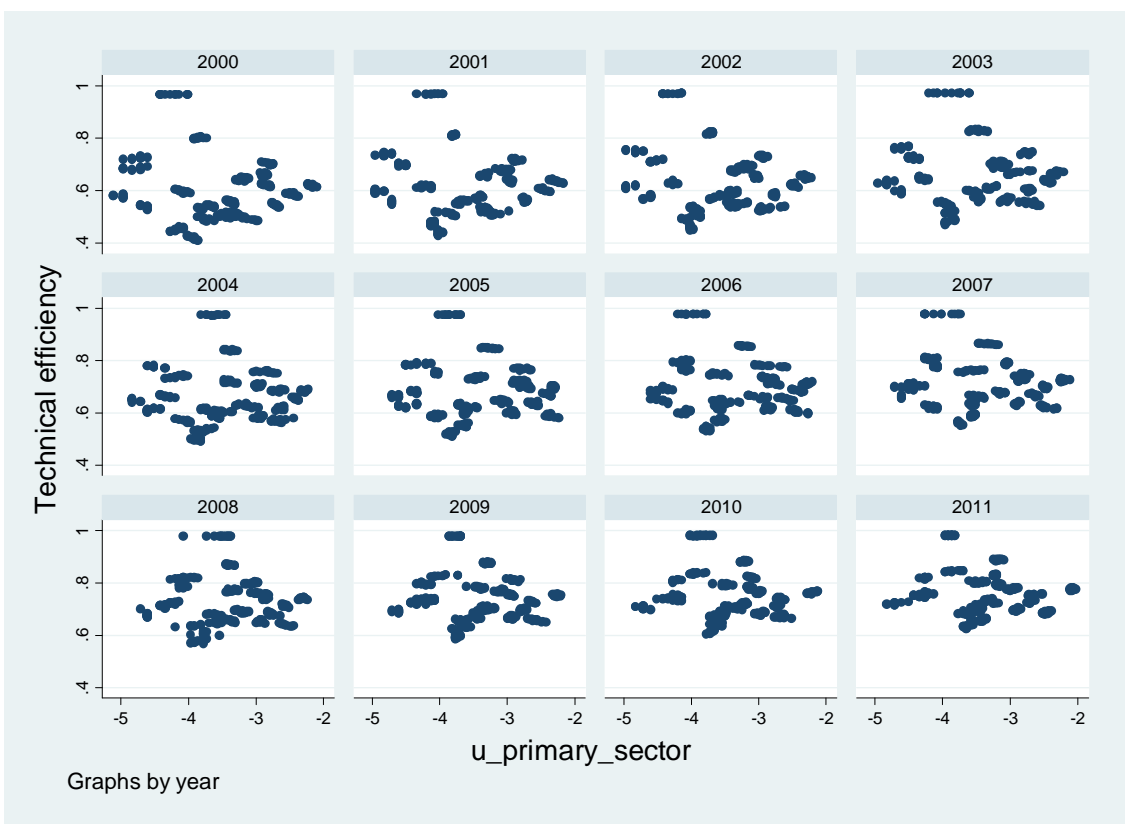 2000 2001 2002 2003
1
.8
.6
.4
2004 2005 2006 2007
1
.8
.6
.4
2008 2009 2010 2011
1
.8
.6
.4
Technical efficiency
-5 -4 -3 -2 -5 -4 -3 -2 -5 -4 -3 -2 -5 -4 -3 -2
u_primary_sector
Graphs by year